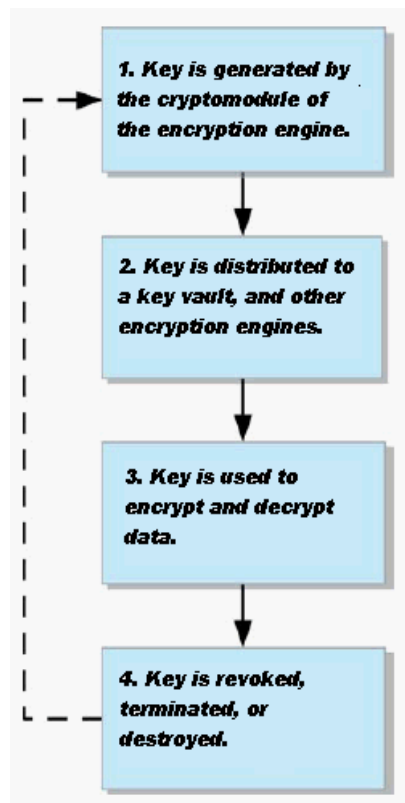 1. Key is generated by
the cryptomodule of
the encryption engine.
2. Key is distributed to
a key vault, and other
encryption engines.
3. Key is used to
encrypt and decrypt
data.
4. Key is revoked,
terminated, or
destroyed.